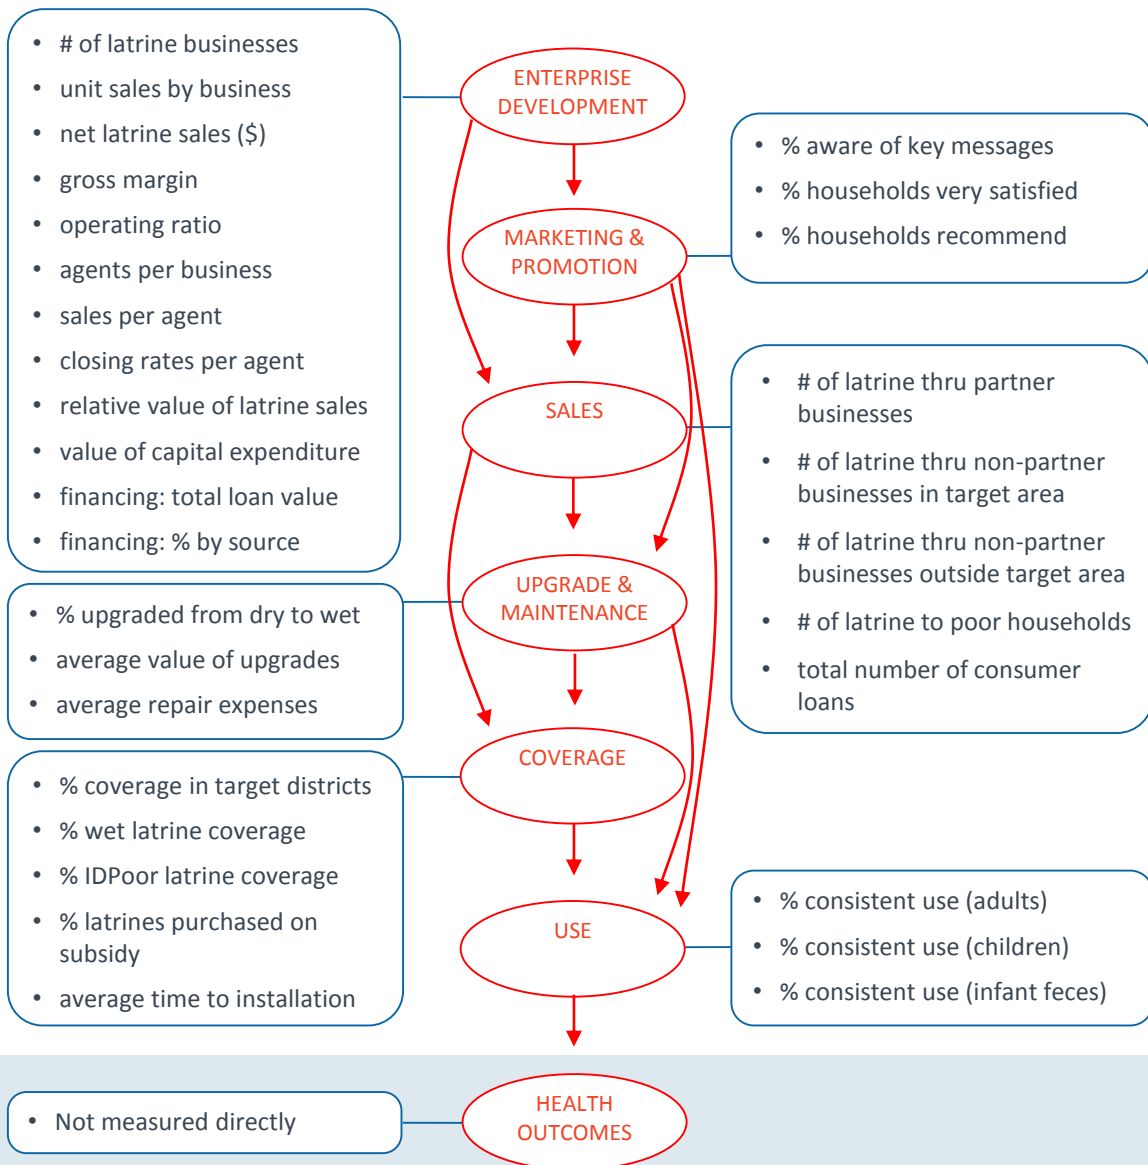 • # of latrine businesses
• unit sales by business
• net latrine sales ($)
• gross margin
• operating ratio
• agents per business
• sales per agent
• closing rates per agent
• relative value of latrine sales
• value of capital expenditure
• financing: total loan value
• financing: % by source
ENTERPRISE
DEVELOPMENT
MARKETING &
PROMOTION
• % aware of key messages
• % households very satisfied
• % households recommend
SALES
• # of latrine thru partner
businesses
• # of latrine thru non-partner
businesses in target area
• # of latrine thru non-partner
businesses outside target area
• # of latrine to poor households
• total number of consumer
loans
UPGRADE &
MAINTENANCE
• % upgraded from dry to wet
• average value of upgrades
• average repair expenses
COVERAGE
• % coverage in target districts
• % wet latrine coverage
• % IDPoor latrine coverage
• % latrines purchased on
subsidy
• average time to installation
USE
• % consistent use (adults)
• % consistent use (children)
• % consistent use (infant feces)
• Not measured directly
HEALTH
OUTCOMES